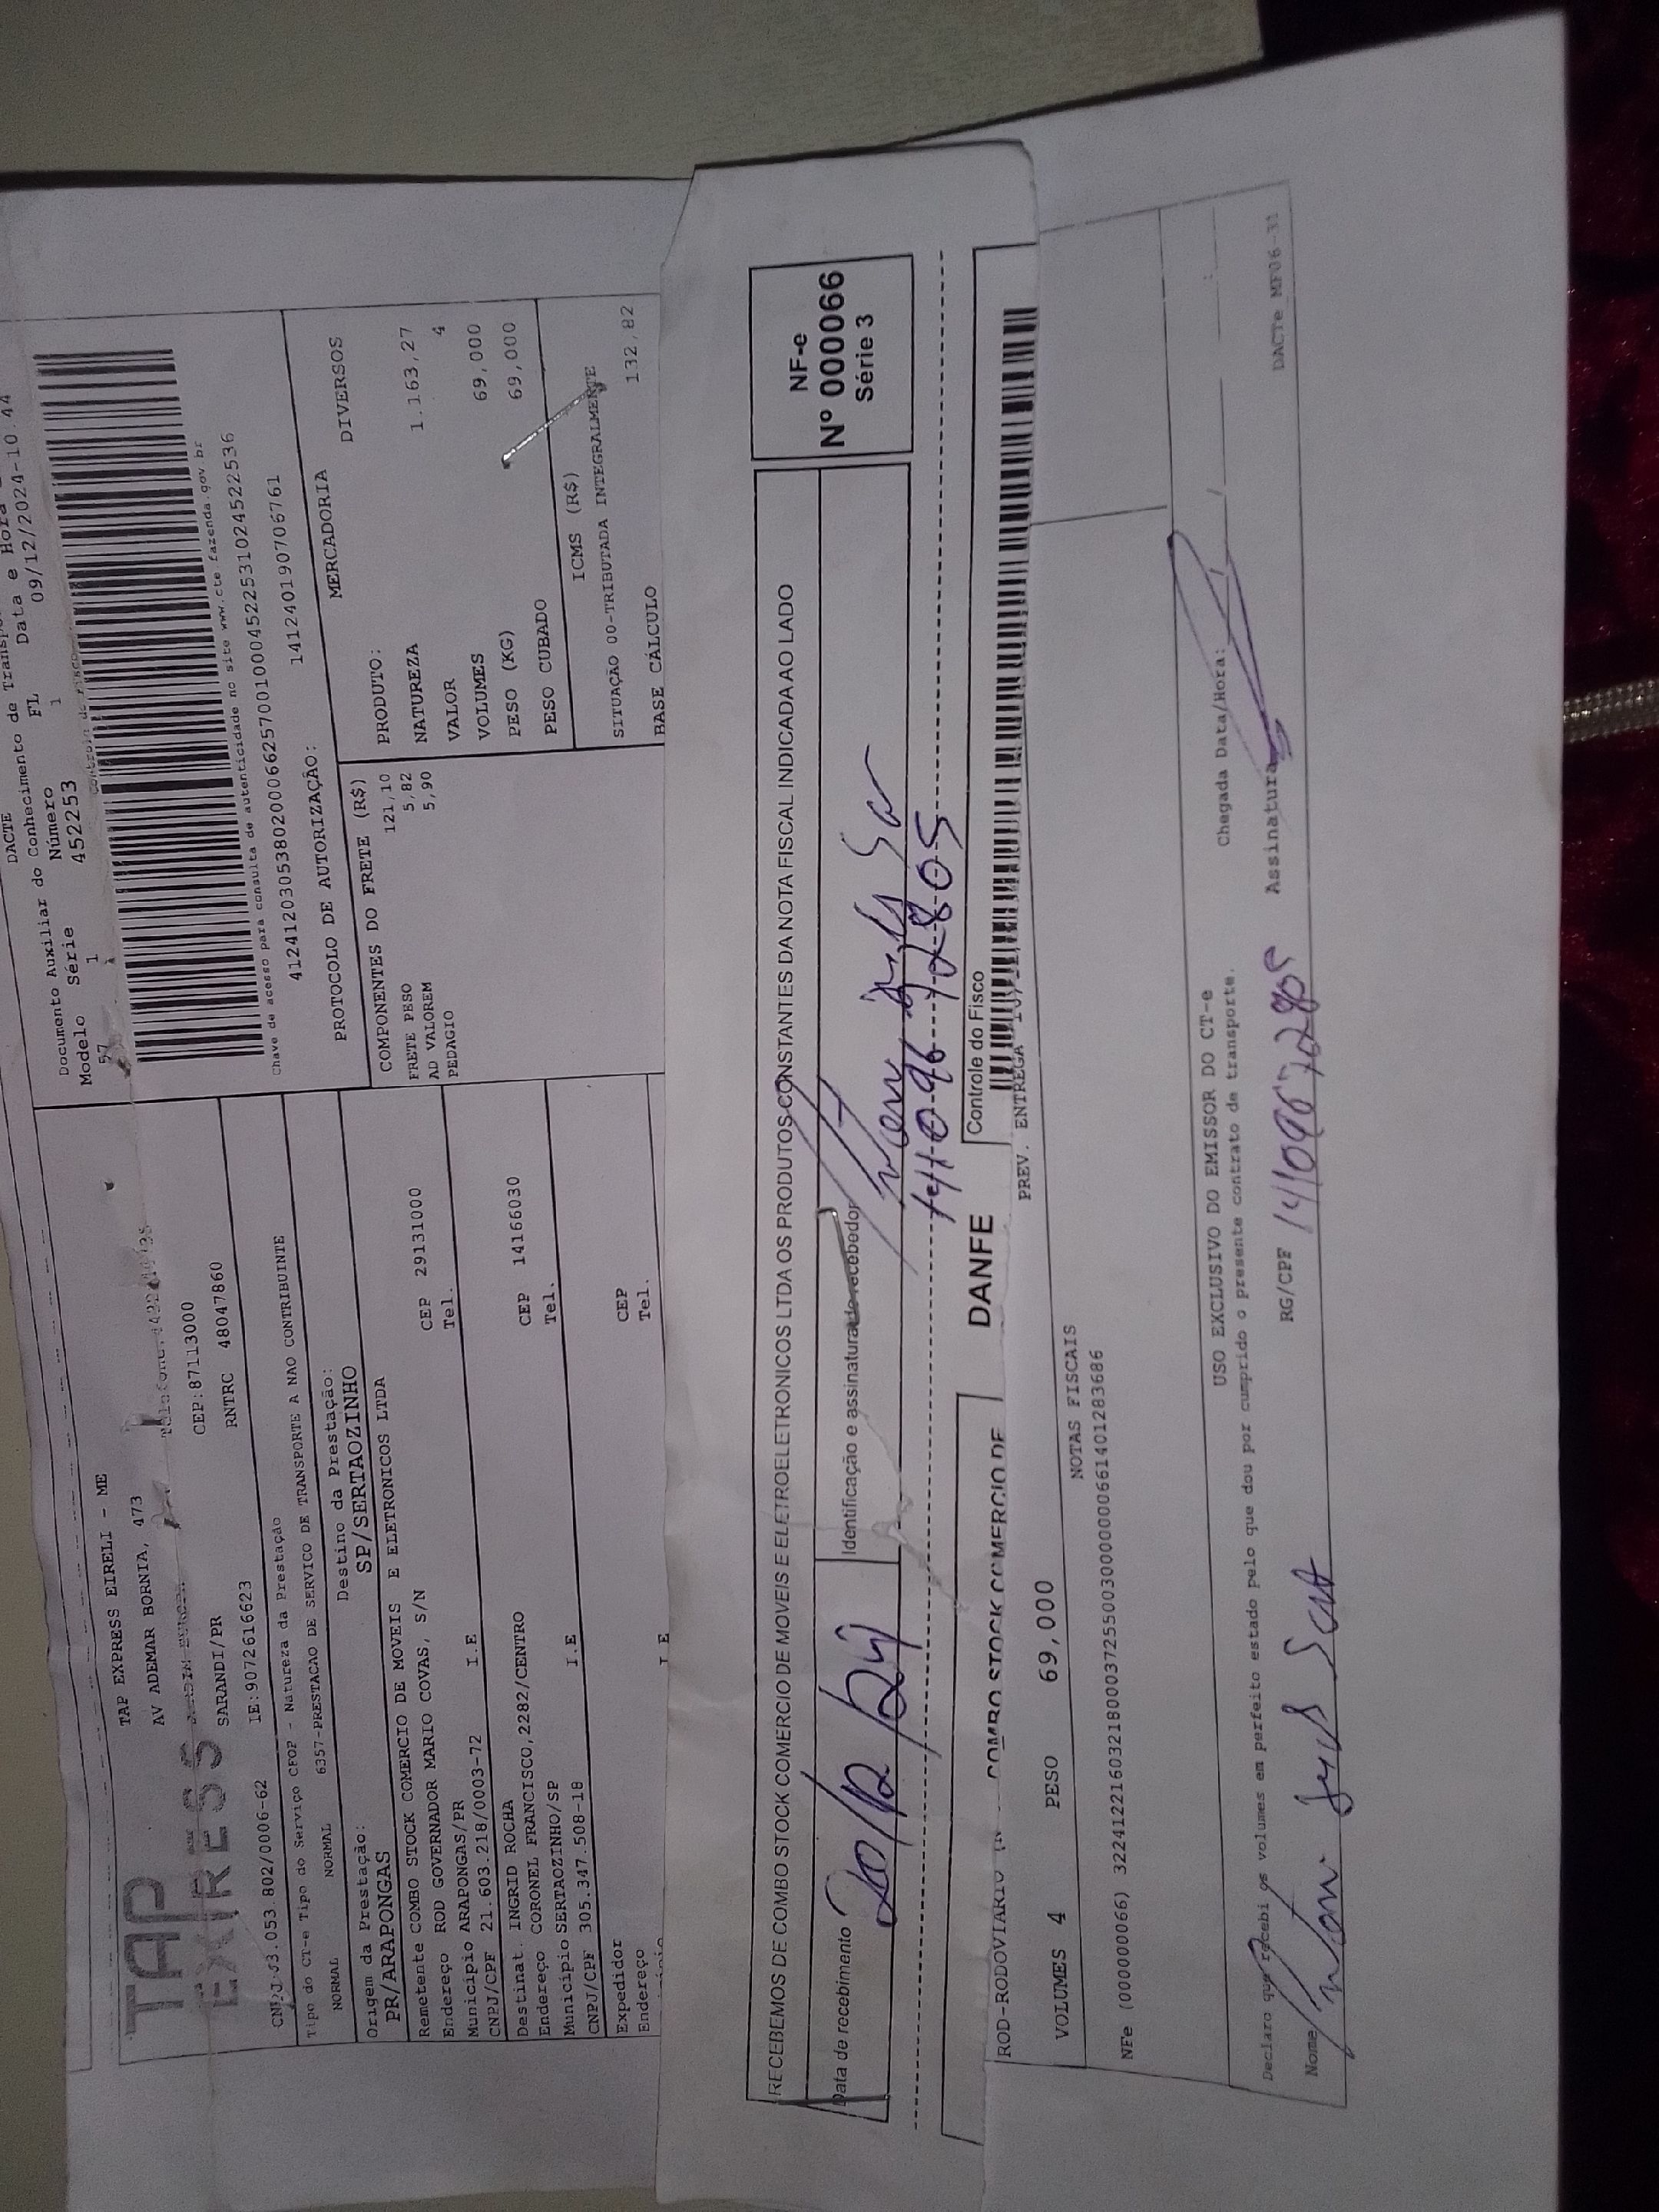 DACTE
Documento Auxiliar do Conhecimento de
Modelo Série Número FL Data e Hora
57 1 452253 1 09/12/2024-10:44
TAP EXPRESS
TAP EXPRESS EIRELI - ME
AV ADEMAR BORNIA, 473
SARANDI/PR
CEP:87113000
RNTRC 48047860
IE:9072616623
Chave de acesso para consulta de autenticidade no site www.cte fazenda.gov br
41241203053802000662570010004522531024522536
PROTOCOLO DE AUTORIZAÇÃO: 141240190706761
Tipo do CT-e Tipo do Serviço CFOP - Natureza da Prestação
NORMAL NORMAL 6357-PRESTACAO DE SERVICO DE TRANSPORTE A NAO CONTRIBUINTE
Origem da Prestação: Destino da Prestação:
PR/ARAPONGAS SP/SERTAOZINHO
Remetente COMBO STOCK COMERCIO DE MOVEIS E ELETRONICOS LTDA
Endereço ROD GOVERNADOR MARIO COVAS, S/N CEP 29131000
Município ARAPONGAS/PR Tel.
CNPJ/CPF 21.603.218/0003-72 I.E
Destinat. INGRID ROCHA
Endereço CORONEL FRANCISCO,2282/CENTRO CEP 14166030
Município SERTAOZINHO/SP Tel.
CNPJ/CPF 305.347.508-18 I.E
Expedidor
Endereço CEP
Tel.
COMPONENTES DO FRETE (R$)
FRETE PESO 121,10
AD VALOREM 5,82
PEDAGIO 5,90
MERCADORIA
PRODUTO: DIVERSOS
NATUREZA
VALOR 1.163,27
VOLUMES 4
PESO (KG) 69,000
PESO CUBADO 69,000
ICMS (R$)
SITUAÇÃO 00-TRIBUTADA INTEGRALMENTE
BASE CÁLCULO 132,82
RECEBEMOS DE COMBO STOCK COMERCIO DE MOVEIS E ELETROELETRONICOS LTDA OS PRODUTOS CONSTANTES DA NOTA FISCAL INDICADA AO LADO
NF-e
Nº 000066
Série 3
Data de recebimento
20/12/24
Identificação e assinatura do recebedor
COMBO STOCK COMERCIO DE
DANFE
Controle do Fisco
ROD-RODOVIARIO
PREV. ENTREGA
VOLUMES 4 PESO 69,000
NOTAS FISCAIS
NFe (000000066) 32241221603218000372550030000000661401283686
USO EXCLUSIVO DO EMISSOR DO CT-e
Declaro que recebi os volumes em perfeito estado pelo que dou por cumprido o presente contrato de transporte.
Chegada Data/Hora:
Nome
RG/CPF
Assinatura
DACTe MF06-31